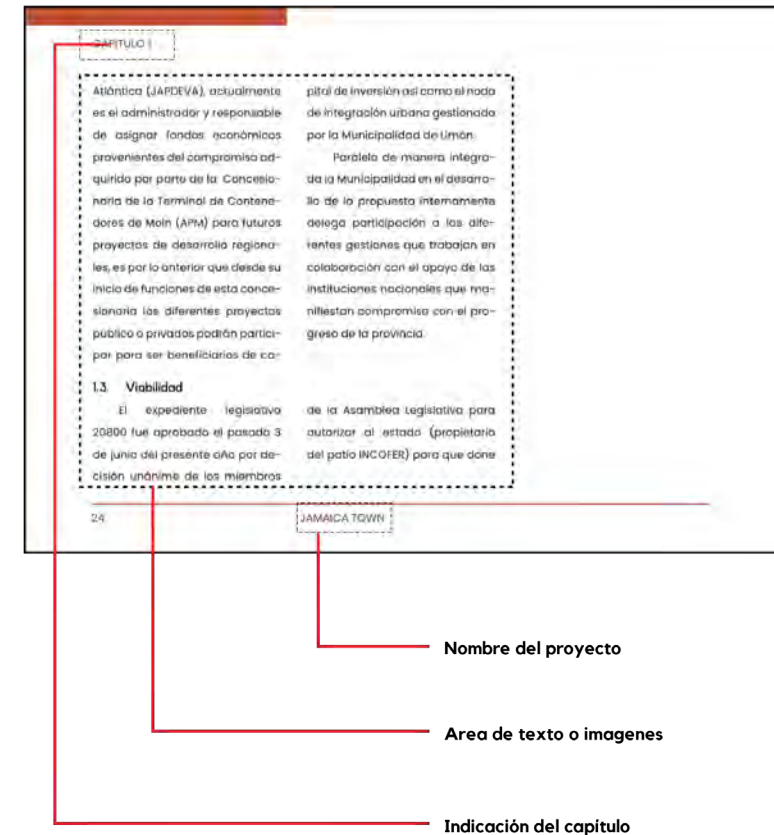 CAPITULO I
Atlántica (JAPDEVA), actualmente
es el administrador y responsable
de asignar fondos económicos
provenientes del compromiso ad-
quirido por parte de la Concesio-
naria de la Terminal de Contene-
dores de Moín (APM) para futuros
proyectos de desarrollo regiona-
les, es por lo anterior que desde su
inicio de funciones de esta conce-
sionaria los diferentes proyectos
público o privados podrán partici-
par para ser beneficiarios de ca-
pital de inversión así como el nodo
de integración urbana gestionada
por la Municipalidad de Limón.
Paralelo de manera integra-
da la Municipalidad en el desarro-
llo de la propuesta internamente
delega participación a las dife-
rentes gestiones que trabajan en
colaboración con el apoyo de las
instituciones nacionales que ma-
nifiestan compromiso con el pro-
greso de la provincia.
1.3. Viabilidad
El expediente legislativo
20800 fue aprobado el pasado 3
de junio del presente año por de-
cisión unánime de los miembros
de la Asamblea Legislativa para
autorizar al estado (propietario
del patio INCOFER) para que done
24
JAMAICA TOWN
Nombre del proyecto
Area de texto o imagenes
Indicación del capitulo